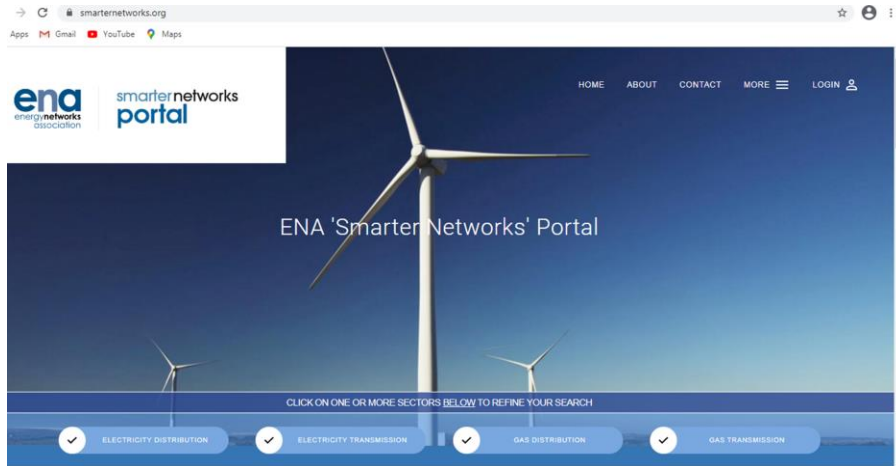 smarternetworks.org
Apps Gmail YouTube Maps
ena
energynetworks
association
smarternetworks
portal
HOME ABOUT CONTACT MORE LOGIN
ENA 'Smarter Networks' Portal
CLICK ON ONE OR MORE SECTORS BELOW TO REFINE YOUR SEARCH
ELECTRICITY DISTRIBUTION ELECTRICITY TRANSMISSION GAS DISTRIBUTION GAS TRANSMISSION